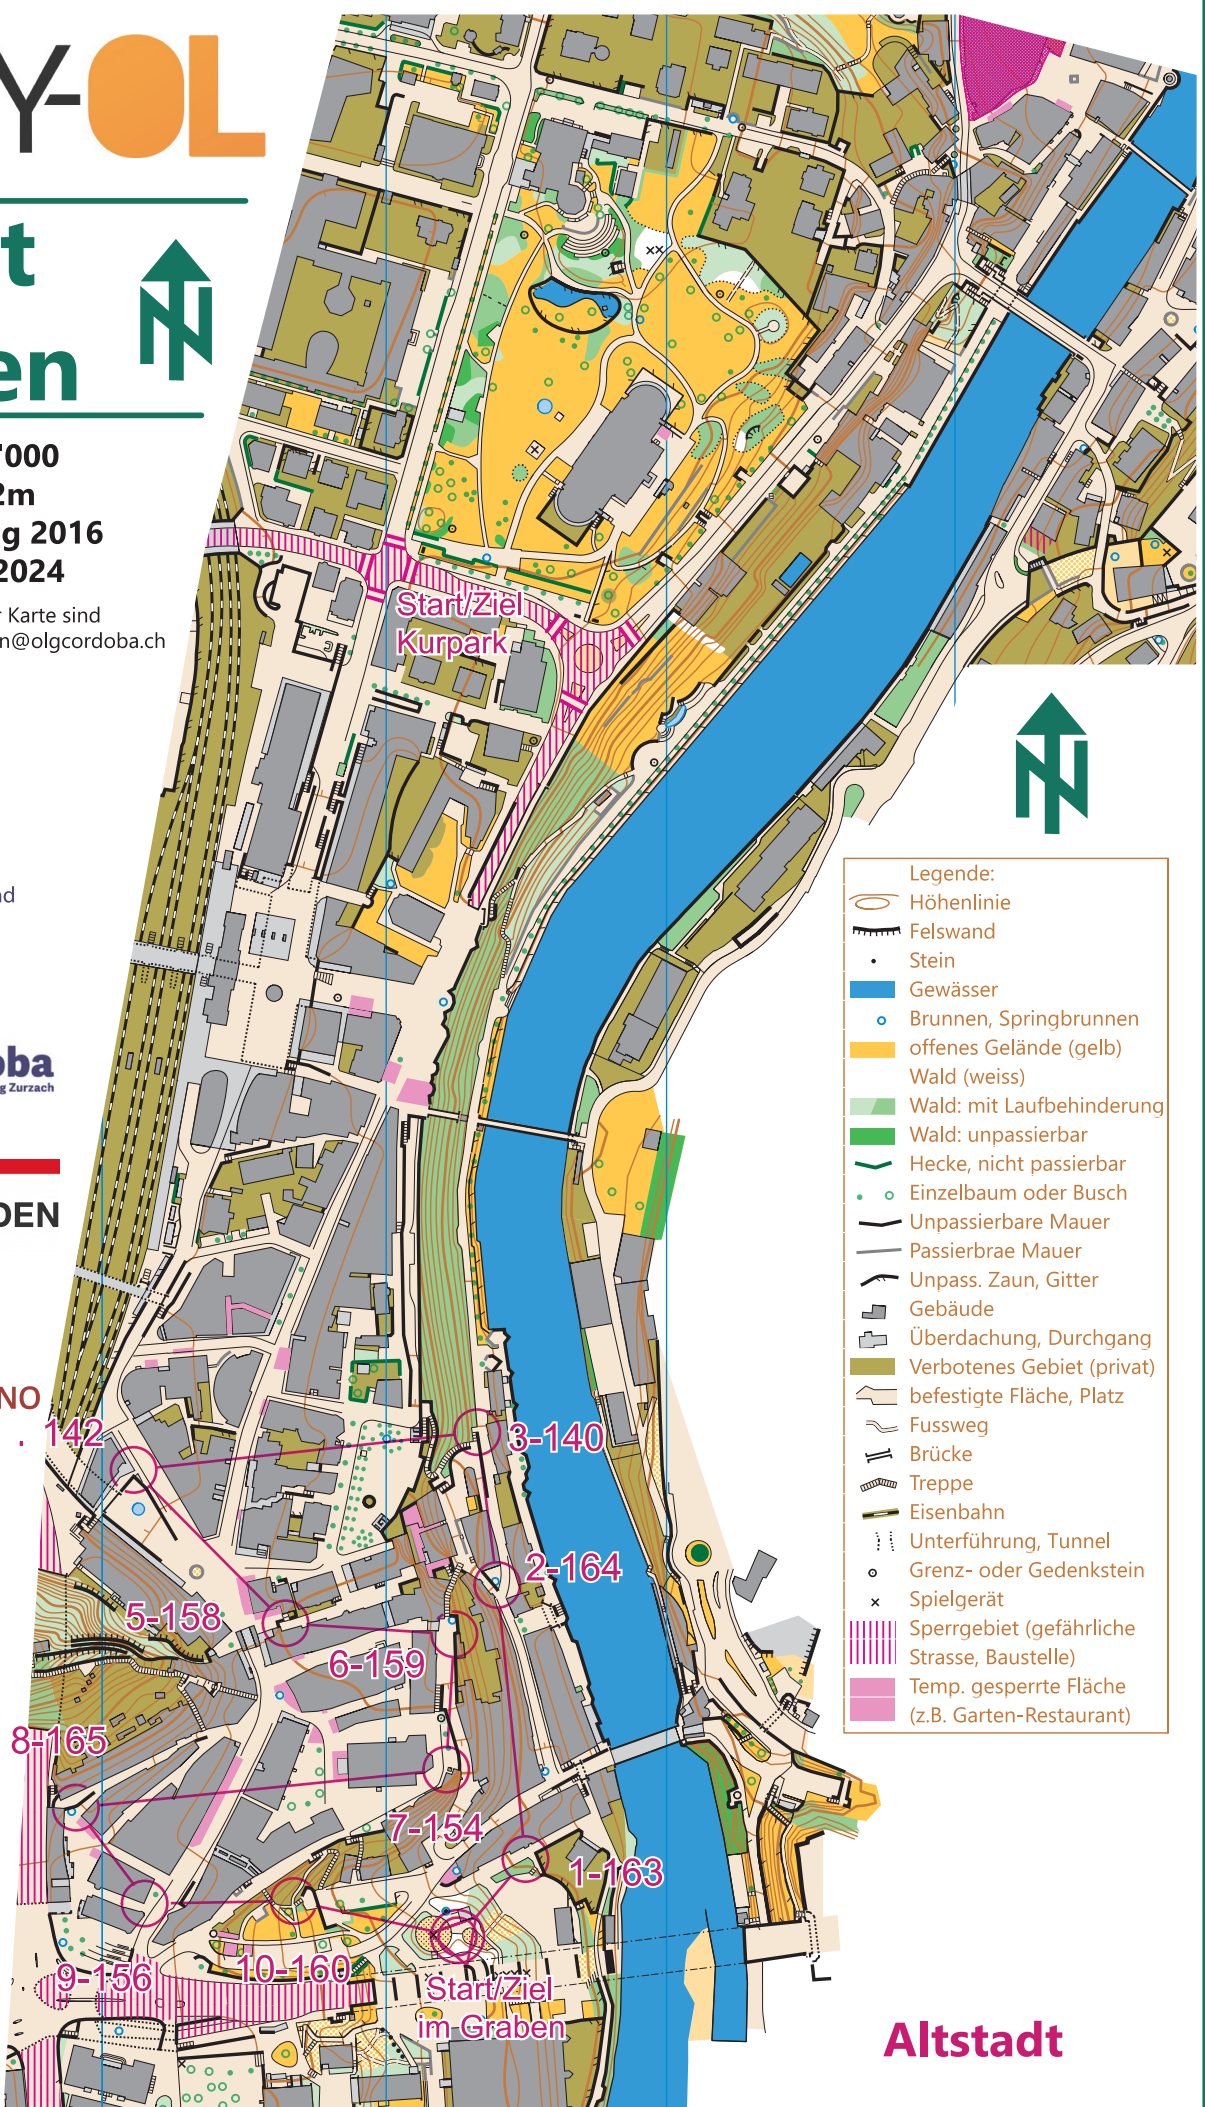 Y-OL
t
en
'000
2m
g 2016
2024
r Karte sind
n@olgcordoba.ch
Start/Ziel
Kurpark
nd
oba
g Zurzach
DEN
NO
Legende:
Höhenlinie
Felswand
Stein
Gewässer
Brunnen, Springbrunnen
offenes Gelände (gelb)
Wald (weiss)
Wald: mit Laufbehinderung
Wald: unpassierbar
Hecke, nicht passierbar
Einzelbaum oder Busch
Unpassierbare Mauer
Passierbrae Mauer
Unpass. Zaun, Gitter
Gebäude
Überdachung, Durchgang
Verbotenes Gebiet (privat)
befestigte Fläche, Platz
Fussweg
Brücke
Treppe
Eisenbahn
Unterführung, Tunnel
Grenz- oder Gedenkstein
Spielgerät
Sperrgebiet (gefährliche
Strasse, Baustelle)
Temp. gesperrte Fläche
(z.B. Garten-Restaurant)
142
3-140
2-164
5-158
6-159
8-165
7-154
1-163
9-156
10-160
Start/Ziel
im Graben
Altstadt